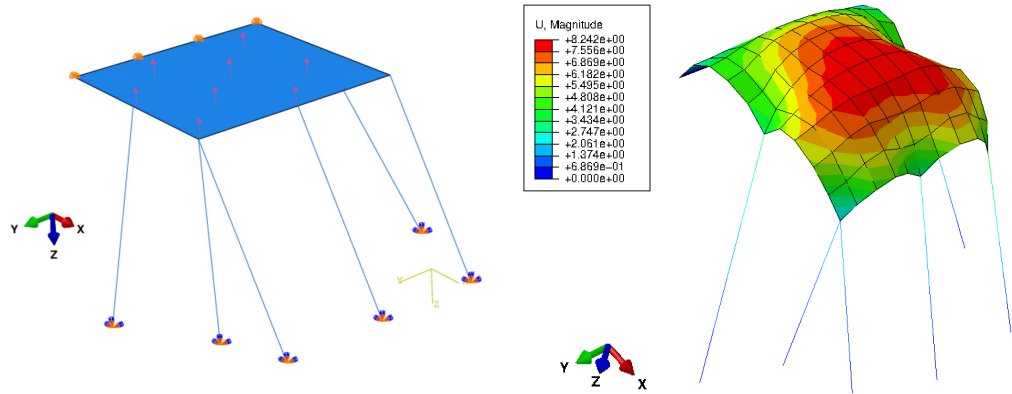 U, Magnitude
+8.242e+00
+7.556e+00
+6.869e+00
+6.182e+00
+5.495e+00
+4.808e+00
+4.121e+00
+3.434e+00
+2.747e+00
+2.061e+00
+1.374e+00
+6.869e-01
+0.000e+00
Y
X
Z
Y
Z
Y
Z
X